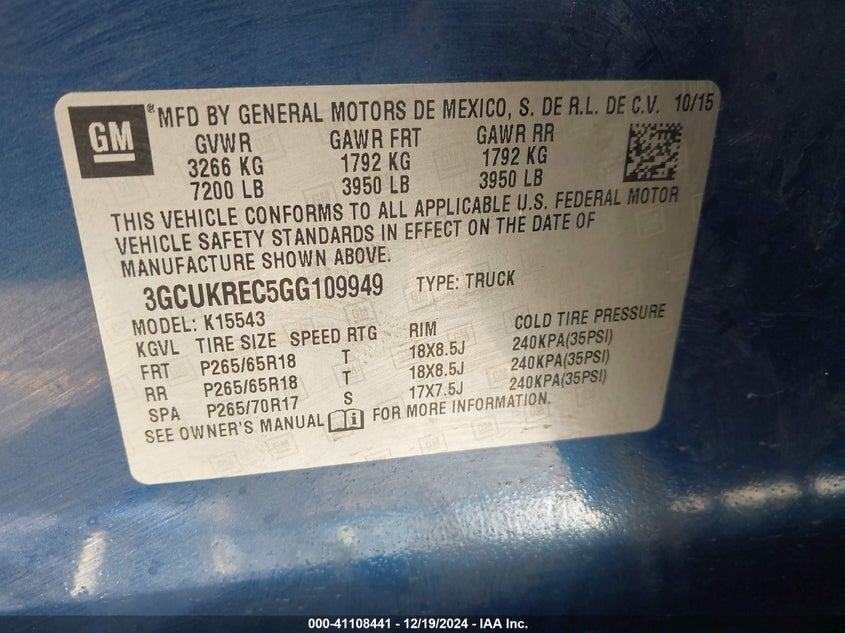 GM
® MFD BY GENERAL MOTORS DE MEXICO, S. DE R.L. DE C.V. 10/15
GVWR GAWR FRT GAWR RR
3266 KG 1792 KG 1792 KG
7200 LB 3950 LB 3950 LB
THIS VEHICLE CONFORMS TO ALL APPLICABLE U.S. FEDERAL MOTOR
VEHICLE SAFETY STANDARDS IN EFFECT ON THE DATE OF
MANUFACTURE SHOWN ABOVE.
3GCUKREC5GG109949 TYPE: TRUCK
MODEL: K15543
KGVL TIRE SIZE SPEED RTG RIM COLD TIRE PRESSURE
FRT P265/65R18 T 18X8.5J 240KPA(35PSI)
RR P265/65R18 T 18X8.5J 240KPA(35PSI)
SPA P265/70R17 S 17X7.5J 240KPA(35PSI)
SEE OWNER'S MANUAL FOR MORE INFORMATION.
000-41108441 - 12/19/2024 - IAA Inc.